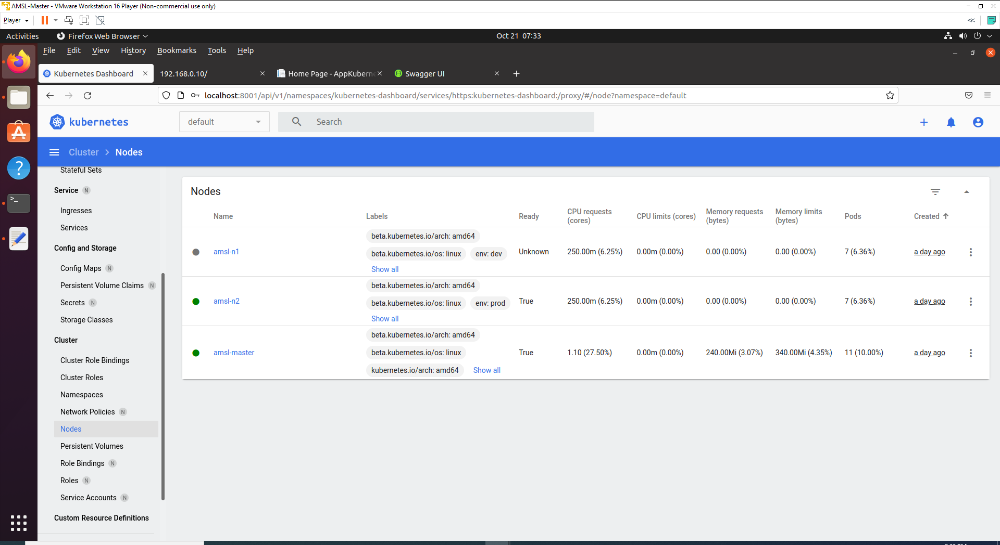 AMSL-Master - VMware Workstation 16 Player (Non-commercial use only)
Player
Activities Firefox Web Browser Oct 21 07:33
File Edit View History Bookmarks Tools Help
Kubernetes Dashboard 192.168.0.10/ Home Page - AppKuberne Swagger UI
localhost:8001/api/v1/namespaces/kubernetes-dashboard/services/https:kubernetes-dashboard:/proxy/#/node?namespace=default
kubernetes default Search
Cluster Nodes
Stateful Sets
Service N
Ingresses
Services
Config and Storage
Config Maps N
Persistent Volume Claims N
Secrets N
Storage Classes
Cluster
Cluster Role Bindings
Cluster Roles
Namespaces
Network Policies N
Nodes
Persistent Volumes
Role Bindings N
Roles N
Service Accounts N
Custom Resource Definitions
Nodes
Name Labels Ready CPU requests (cores) CPU limits (cores) Memory requests (bytes) Memory limits (bytes) Pods Created
beta.kubernetes.io/arch: amd64
amsl-n1 beta.kubernetes.io/os: linux env: dev Unknown 250.00m (6.25%) 0.00m (0.00%) 0.00 (0.00%) 0.00 (0.00%) 7 (6.36%) a day ago
Show all
beta.kubernetes.io/arch: amd64
amsl-n2 beta.kubernetes.io/os: linux env: prod True 250.00m (6.25%) 0.00m (0.00%) 0.00 (0.00%) 0.00 (0.00%) 7 (6.36%) a day ago
Show all
beta.kubernetes.io/arch: amd64
amsl-master beta.kubernetes.io/os: linux True 1.10 (27.50%) 0.00m (0.00%) 240.00Mi (3.07%) 340.00Mi (4.35%) 11 (10.00%) a day ago
kubernetes.io/arch: amd64 Show all